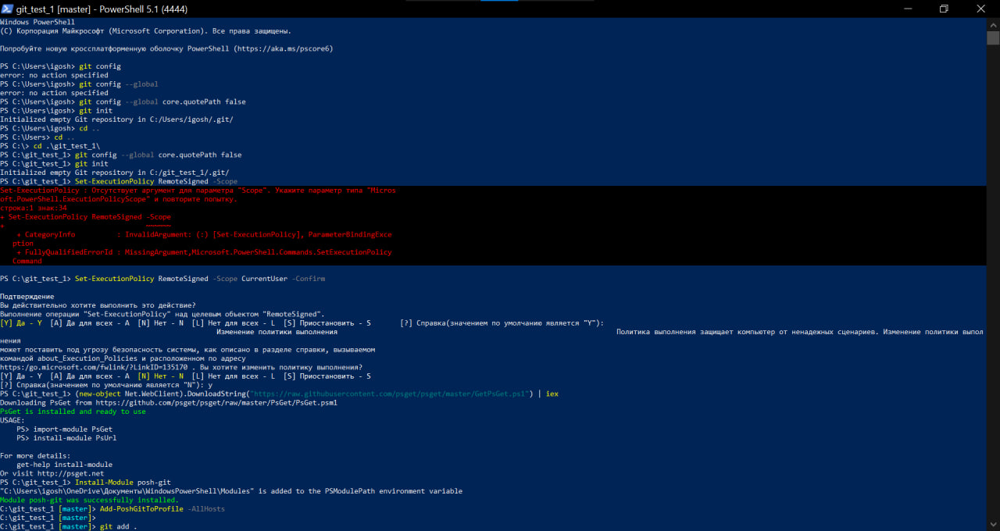 git_test_1 [master] - PowerShell 5.1 (4444)
Windows PowerShell
(C) Корпорация Майкрософт (Microsoft Corporation). Все права защищены.
Попробуйте новую кроссплатформенную оболочку PowerShell (https://aka.ms/pscore6)
PS C:\Users\igosh> git config
error: no action specified
PS C:\Users\igosh> git config --global
error: no action specified
PS C:\Users\igosh> git config --global core.quotePath false
PS C:\Users\igosh> git init
Initialized empty Git repository in C:/Users/igosh/.git/
PS C:\Users\igosh> cd ..
PS C:\Users> cd ..
PS C:\> cd .\git_test_1\
PS C:\git_test_1> git config --global core.quotePath false
PS C:\git_test_1> git init
Initialized empty Git repository in C:/git_test_1/.git/
PS C:\git_test_1> Set-ExecutionPolicy RemoteSigned -Scope
Set-ExecutionPolicy : Отсутствует аргумент для параметра "Scope". Укажите параметр типа "Micros
oft.PowerShell.ExecutionPolicyScope" и повторите попытку.
строка:1 знак:34
+ Set-ExecutionPolicy RemoteSigned -Scope
+                                  ~~~~~~
    + CategoryInfo          : InvalidArgument: (:) [Set-ExecutionPolicy], ParameterBindingExce
   ption
    + FullyQualifiedErrorId : MissingArgument,Microsoft.PowerShell.Commands.SetExecutionPolicy
   Command
PS C:\git_test_1> Set-ExecutionPolicy RemoteSigned -Scope CurrentUser -Confirm
Подтверждение
Вы действительно хотите выполнить это действие?
Выполнение операции "Set-ExecutionPolicy" над целевым объектом "RemoteSigned".
[Y] Да - Y  [A] Да для всех - A  [N] Нет - N  [L] Нет для всех - L  [S] Приостановить - S       [?] Справка(значением по умолчанию является "Y"):
Изменение политики выполнения                Политика выполнения защищает компьютер от ненадежных сценариев. Изменение политики выпол
нения
может поставить под угрозу безопасность системы, как описано в разделе справки, вызываемом
командой about_Execution_Policies и расположенном по адресу
https:/go.microsoft.com/fwlink/?LinkID=135170 . Вы хотите изменить политику выполнения?
[Y] Да - Y  [A] Да для всех - A  [N] Нет - N  [L] Нет для всех - L  [S] Приостановить - S
[?] Справка(значением по умолчанию является "N"): y
PS C:\git_test_1> (new-object Net.WebClient).DownloadString("https://raw.githubusercontent.com/psget/psget/master/GetPsGet.ps1") | iex
Downloading PsGet from https://github.com/psget/psget/raw/master/PsGet/PsGet.psm1
PsGet is installed and ready to use
USAGE:
    PS> import-module PsGet
    PS> install-module PsUrl
For more details:
    get-help install-module
Or visit http://psget.net
PS C:\git_test_1> Install-Module posh-git
"C:\Users\igosh\OneDrive\Документы\WindowsPowerShell\Modules" is added to the PSModulePath environment variable
Module posh-git was successfully installed.
C:\git_test_1 [master]> Add-PoshGitToProfile -AllHosts
C:\git_test_1 [master]>
C:\git_test_1 [master]> git add .